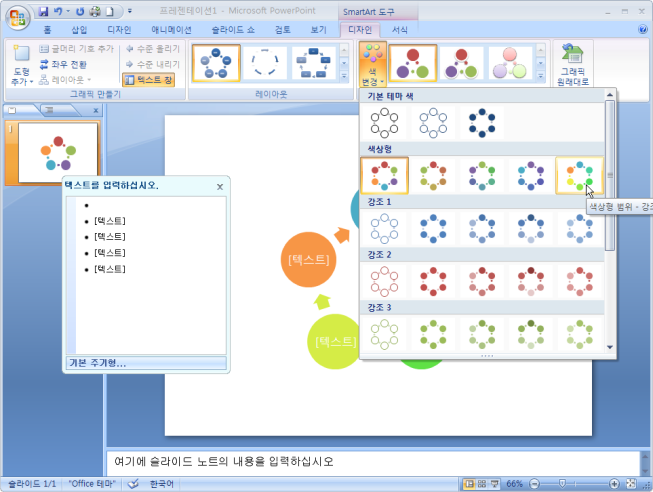 프레젠테이션1 - Microsoft PowerPoint
SmartArt 도구
홈 삽입 디자인 애니메이션 슬라이드 쇼 검토 보기 디자인 서식
도형 추가
글머리 기호 추가
좌우 전환
레이아웃
수준 올리기
수준 내리기
텍스트 창
색 변경
그래픽 원래대로
그래픽 만들기
레이아웃
1
텍스트를 입력하십시오.
[텍스트]
[텍스트]
[텍스트]
[텍스트]
기본 주기형...
[텍스트]
[텍스트]
기본 테마 색
색상형
색상형 범위 - 강조
강조 1
강조 2
강조 3
여기에 슬라이드 노트의 내용을 입력하십시오
슬라이드 1/1 "Office 테마" 한국어 66%